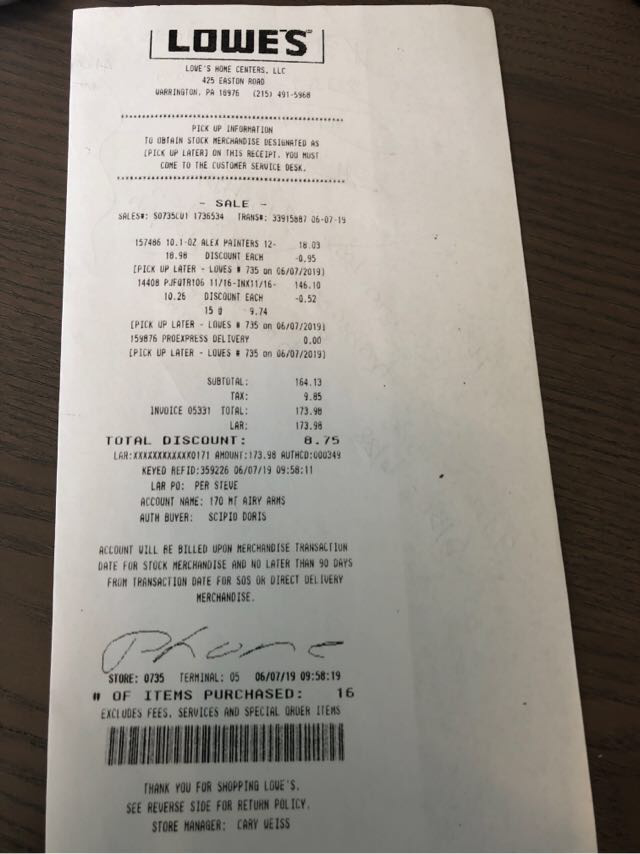 LOWE'S
LOWE'S HOME CENTERS, LLC
425 EASTON ROAD
WARRINGTON, PA 18976 (215) 491-5968
PICK UP INFORMATION
TO OBTAIN STOCK MERCHANDISE DESIGNATED AS
[PICK UP LATER] ON THIS RECEIPT, YOU MUST
COME TO THE CUSTOMER SERVICE DESK.
- SALE -
SALES#: S0735CU1 1736534 TRANS#: 33915887 06-07-19
157486 10.1-OZ ALEX PAINTERS 12- 18.03
18.98 DISCOUNT EACH -0.95
[PICK UP LATER - LOWES # 735 on 06/07/2019]
14408 PJFQTR106 11/16-INX11/16- 146.10
10.26 DISCOUNT EACH -0.52
15 @ 9.74
[PICK UP LATER - LOWES # 735 on 06/07/2019]
159876 PROEXPRESS DELIVERY 0.00
[PICK UP LATER - LOWES # 735 on 06/07/2019]
SUBTOTAL: 164.13
TAX: 9.85
INVOICE 05331 TOTAL: 173.98
LAR: 173.98
TOTAL DISCOUNT: 8.75
LAR:XXXXXXXXXXXX0171 AMOUNT:173.98 AUTHCD:000349
KEYED REFID:359226 06/07/19 09:58:11
LAR PO: PER STEVE
ACCOUNT NAME: 170 MT AIRY ARMS
AUTH BUYER: SCIPIO DORIS
ACCOUNT WILL BE BILLED UPON MERCHANDISE TRANSACTION
DATE FOR STOCK MERCHANDISE AND NO LATER THAN 90 DAYS
FROM TRANSACTION DATE FOR SOS OR DIRECT DELIVERY
MERCHANDISE.
Phone
STORE: 0735 TERMINAL: 05 06/07/19 09:58:19
# OF ITEMS PURCHASED: 16
EXCLUDES FEES, SERVICES AND SPECIAL ORDER ITEMS
THANK YOU FOR SHOPPING LOWE'S.
SEE REVERSE SIDE FOR RETURN POLICY.
STORE MANAGER: CARY WEISS